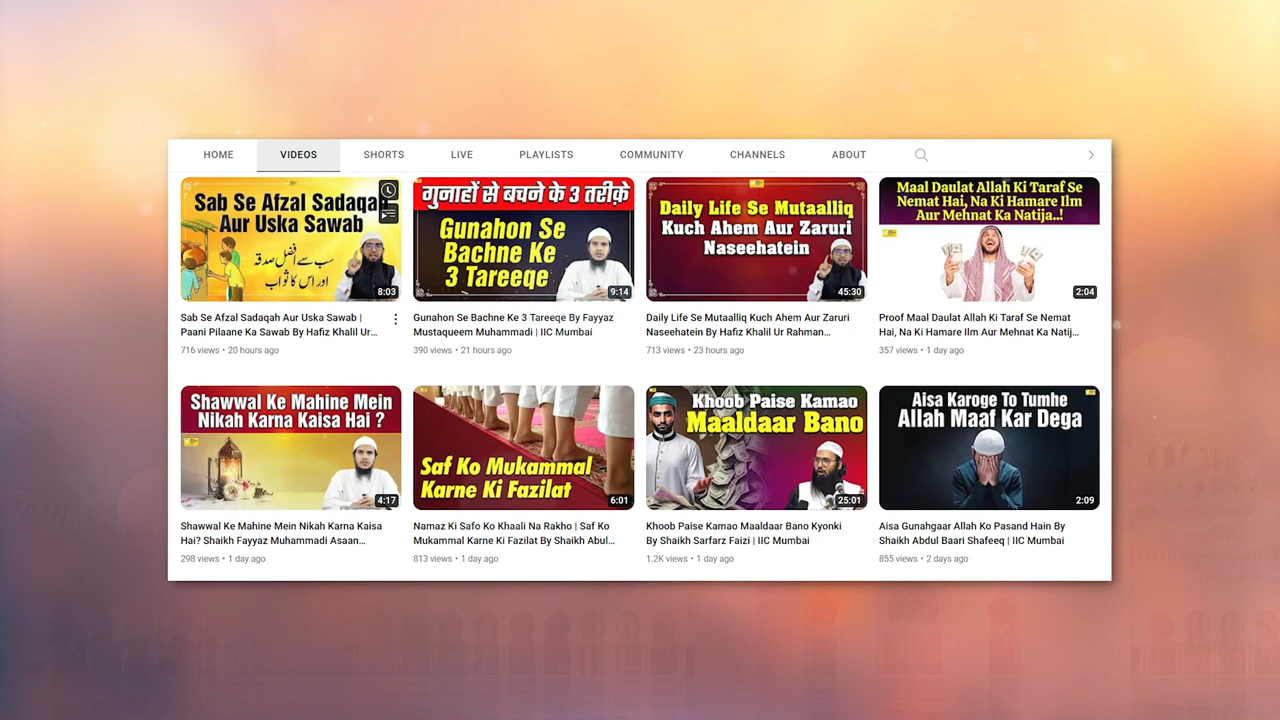 HOME VIDEOS SHORTS LIVE PLAYLISTS COMMUNITY CHANNELS ABOUT
Sab Se Afzal Sadaqah
Aur Uska Sawab
سب سے افضل صدقہ
اور اس کا ثواب
8:03
गुनाहों से बचने के 3 तरीक़े
Gunahon Se
Bachne Ke
3 Tareeqe
9:14
Daily Life Se Mutaalliq
Kuch Ahem Aur Zaruri
Naseehatein
45:30
Maal Daulat Allah Ki Taraf Se
Nemat Hai, Na Ki Hamare Ilm
Aur Mehnat Ka Natija..!
2:04
Sab Se Afzal Sadaqah Aur Uska Sawab |
Paani Pilaane Ka Sawab By Hafiz Khalil Ur...
716 views • 20 hours ago
Gunahon Se Bachne Ke 3 Tareeqe By Fayyaz
Mustaqueem Muhammadi | IIC Mumbai
390 views • 21 hours ago
Daily Life Se Mutaalliq Kuch Ahem Aur Zaruri
Naseehatein By Hafiz Khalil Ur Rahman...
713 views • 23 hours ago
Proof Maal Daulat Allah Ki Taraf Se Nemat
Hai, Na Ki Hamare Ilm Aur Mehnat Ka Natij...
357 views • 1 day ago
Shawwal Ke Mahine Mein
Nikah Karna Kaisa Hai ?
4:17
Saf Ko Mukammal
Karne Ki Fazilat
6:01
Khoob Paise Kamao
Maaldaar Bano
25:01
Aisa Karoge To Tumhe
Allah Maaf Kar Dega
2:09
Shawwal Ke Mahine Mein Nikah Karna Kaisa
Hai? Shaikh Fayyaz Muhammadi Asaan...
298 views • 1 day ago
Namaz Ki Safo Ko Khaali Na Rakho | Saf Ko
Mukammal Karne Ki Fazilat By Shaikh Abul...
813 views • 1 day ago
Khoob Paise Kamao Maaldaar Bano Kyonki
By Shaikh Sarfarz Faizi | IIC Mumbai
1.2K views • 1 day ago
Aisa Gunahgaar Allah Ko Pasand Hain By
Shaikh Abdul Baari Shafeeq | IIC Mumbai
855 views • 2 days ago